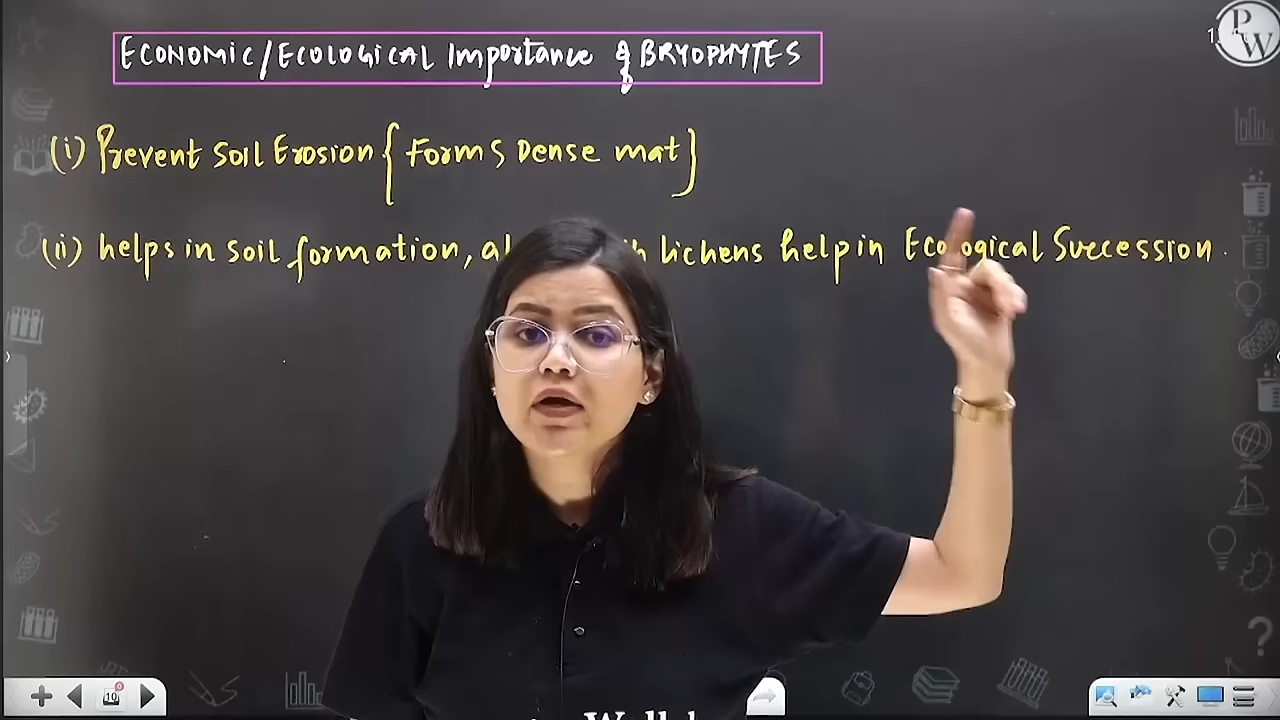 ECONOMIC/ECOLOGICAL Importance of BRYOPHYTES
PW
(i) Prevent Soil Erosion { Forms Dense mat }
(ii) helps in soil formation, al h lichens help in Ecological Succession.
10